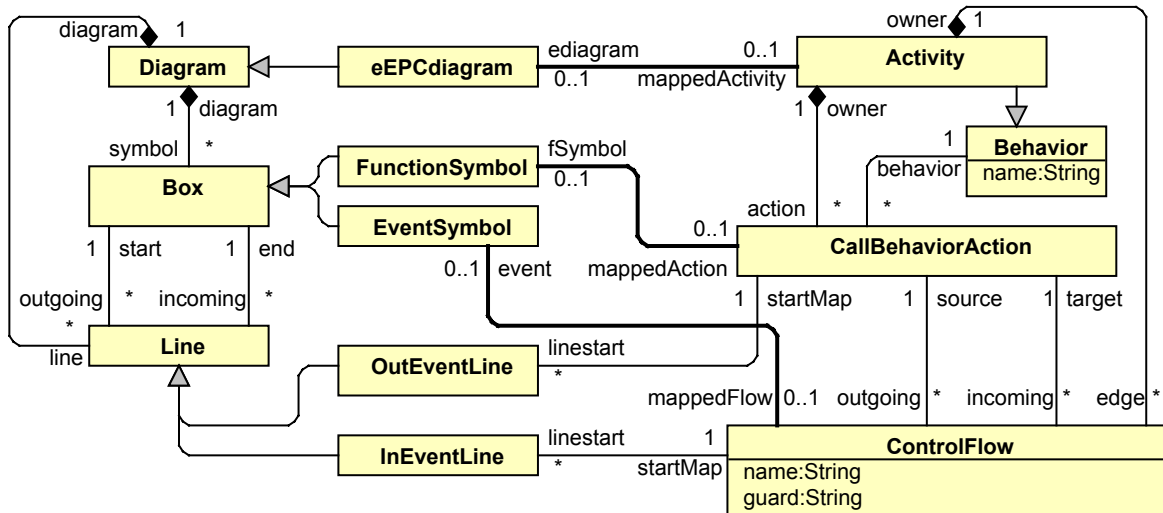 diagram 1 owner 1
Diagram eEPCdiagram ediagram 0..1 Activity
0..1 mappedActivity
1 diagram 1 owner
symbol * fSymbol 1 Behavior
FunctionSymbol 0..1 behavior name:String
Box
EventSymbol action * * 0..1
CallBehaviorAction
1 start 1 end 0..1 event mappedAction
outgoing * incoming * 1 startMap 1 source 1 target
* line Line
OutEventLine linestart *
mappedFlow 0..1 outgoing * incoming * edge *
InEventLine linestart * 1 startMap
ControlFlow
name:String
guard:String